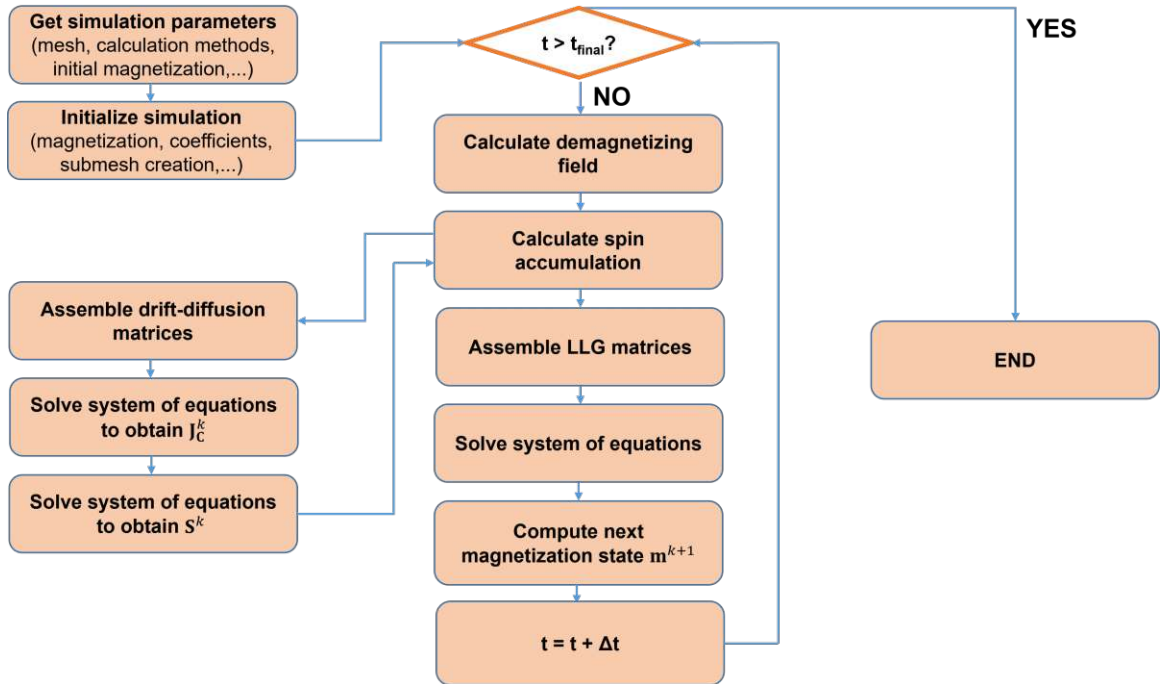 Get simulation parameters
(mesh, calculation methods,
initial magnetization,...)
Initialize simulation
(magnetization, coefficients,
submesh creation,...)
t > t_final?
YES
NO
Calculate demagnetizing
field
Calculate spin
accumulation
Assemble drift-diffusion
matrices
Solve system of equations
to obtain J_C^k
Solve system of equations
to obtain S^k
Assemble LLG matrices
Solve system of equations
Compute next
magnetization state m^{k+1}
t = t + Δt
END